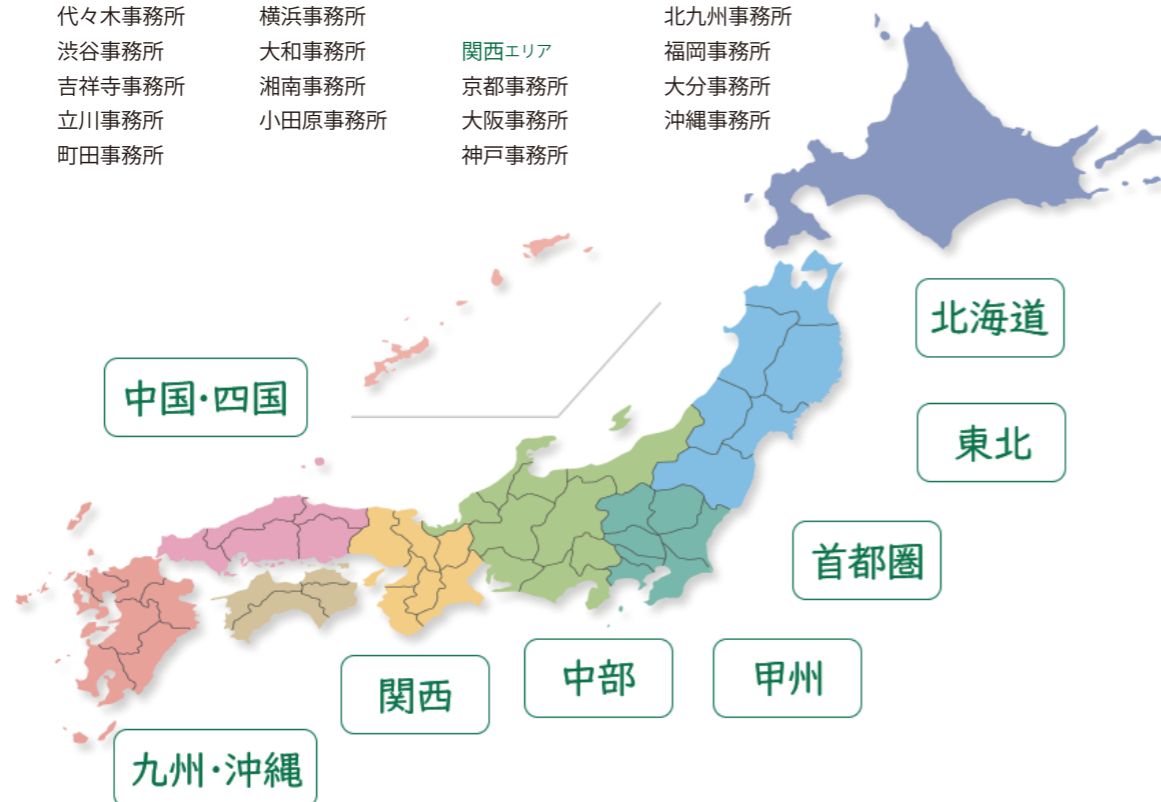 代々木事務所
渋谷事務所
吉祥寺事務所
立川事務所
町田事務所
横浜事務所
大和事務所
湘南事務所
小田原事務所
関西エリア
京都事務所
大阪事務所
神戸事務所
北九州事務所
福岡事務所
大分事務所
沖縄事務所
北海道
中国・四国
東北
首都圏
中部
甲州
関西
九州・沖縄